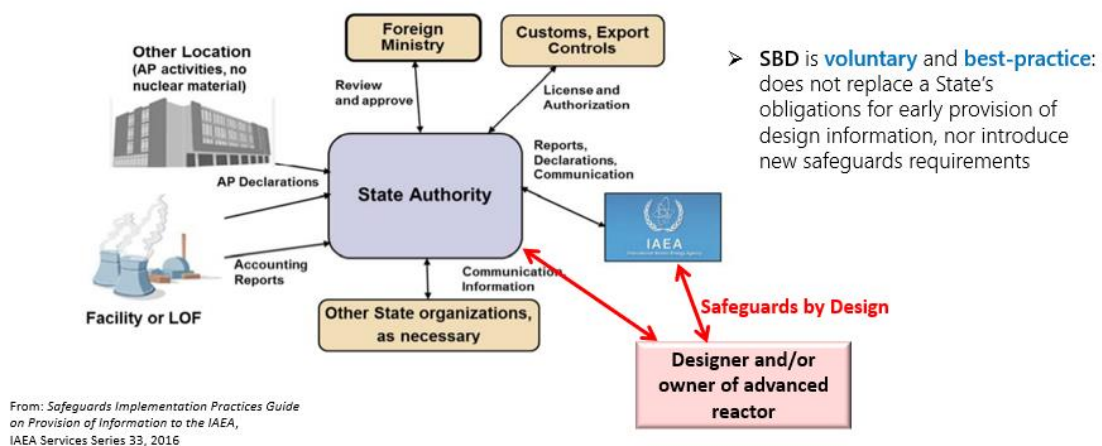 Foreign
Ministry
Customs, Export
Controls
Other Location
(AP activities, no
nuclear material)
Review
and approve
License and
Authorization
➢ SBD is voluntary and best-practice:
does not replace a State’s
obligations for early provision of
design information, nor introduce
new safeguards requirements
Reports,
Declarations,
Communication
AP Declarations
State Authority
IAEA
International Atomic Energy Agency
Accounting
Reports
Communication,
Information
Facility or LOF
Other State organizations,
as necessary
Safeguards by Design
Designer and/or
owner of advanced
reactor
From: Safeguards Implementation Practices Guide
on Provision of Information to the IAEA,
IAEA Services Series 33, 2016